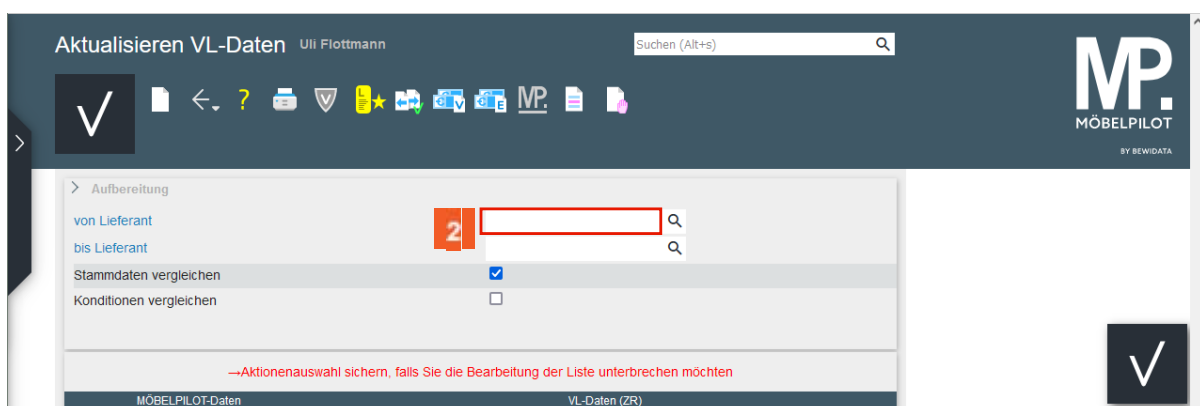 Aktualisieren VL-Daten Uli Flottmann
Suchen (Alt+s)
MP.
MÖBELPILOT
BY BEWIDATA
? V L V E MP.
Aufbereitung
von Lieferant
2
bis Lieferant
Stammdaten vergleichen
Konditionen vergleichen
→Aktionenauswahl sichern, falls Sie die Bearbeitung der Liste unterbrechen möchten
MÖBELPILOT-Daten VL-Daten (ZR)